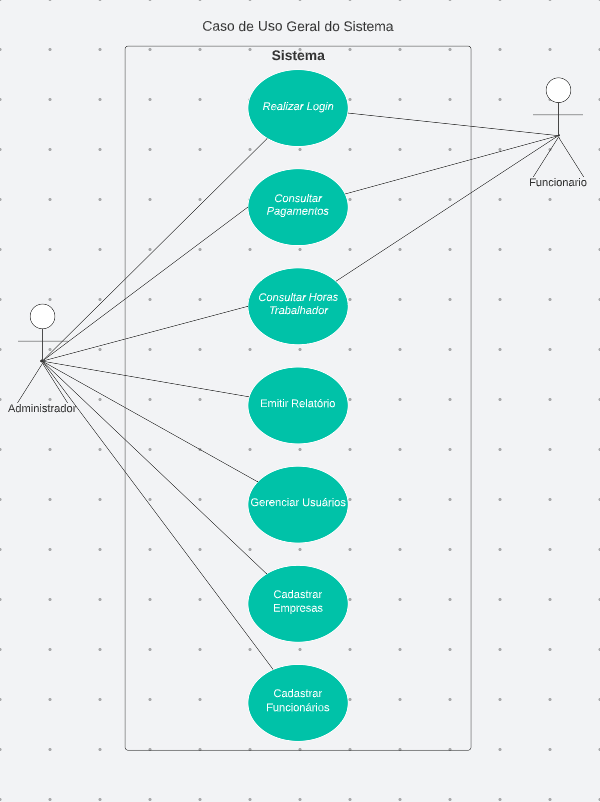 Caso de Uso Geral do Sistema
Sistema
Realizar Login
Funcionario
Consultar
Pagamentos
Consultar Horas
Trabalhador
Administrador
Emitir Relatório
Gerenciar Usuários
Cadastrar
Empresas
Cadastrar
Funcionários